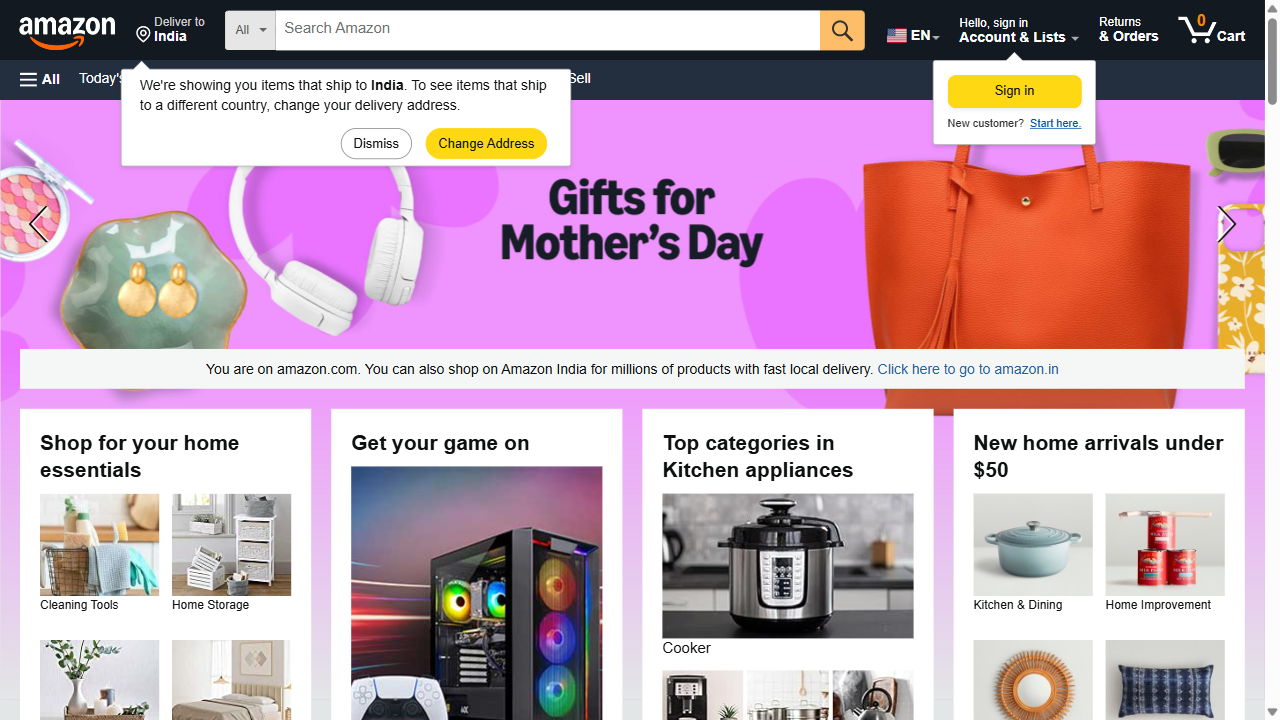 amazon
Deliver to
India
All
Search Amazon
EN
Hello, sign in
Account & Lists
Returns
& Orders
0
Cart
All
Today's
Sell
We're showing you items that ship to India. To see items that ship
to a different country, change your delivery address.
Dismiss
Change Address
Sign in
New customer? Start here.
Gifts for
Mother's Day
You are on amazon.com. You can also shop on Amazon India for millions of products with fast local delivery. Click here to go to amazon.in
Shop for your home
essentials
Cleaning Tools
Home Storage
Get your game on
Top categories in
Kitchen appliances
Cooker
New home arrivals under
$50
Kitchen & Dining
Home Improvement